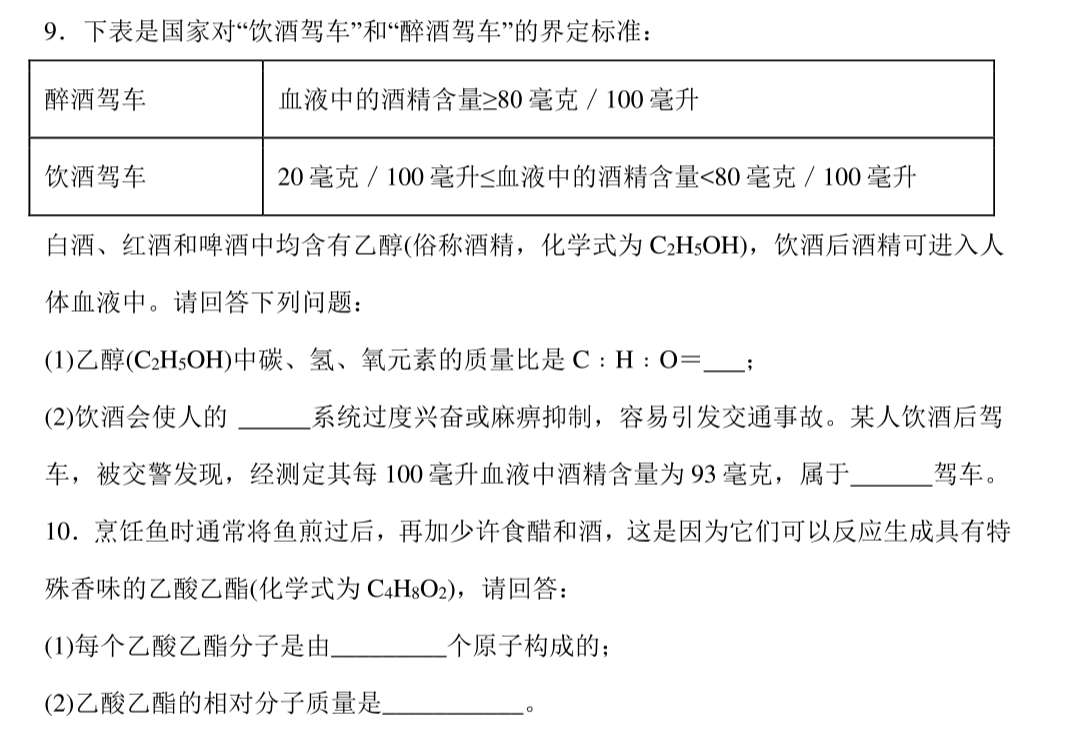 9．下表是国家对“饮酒驾车”和“醉酒驾车”的界定标准：
醉酒驾车 血液中的酒精含量≥80 毫克／100 毫升
饮酒驾车 20 毫克／100 毫升≤血液中的酒精含量<80 毫克／100 毫升
白酒、红酒和啤酒中均含有乙醇(俗称酒精，化学式为 C₂H₅OH)，饮酒后酒精可进入人
体血液中。请回答下列问题：
(1)乙醇(C₂H₅OH)中碳、氢、氧元素的质量比是 C∶H∶O＝___；
(2)饮酒会使人的 ______系统过度兴奋或麻痹抑制，容易引发交通事故。某人饮酒后驾
车，被交警发现，经测定其每 100 毫升血液中酒精含量为 93 毫克，属于_______驾车。
10．烹饪鱼时通常将鱼煎过后，再加少许食醋和酒，这是因为它们可以反应生成具有特
殊香味的乙酸乙酯(化学式为 C₄H₈O₂)，请回答：
(1)每个乙酸乙酯分子是由_________个原子构成的；
(2)乙酸乙酯的相对分子质量是___________。